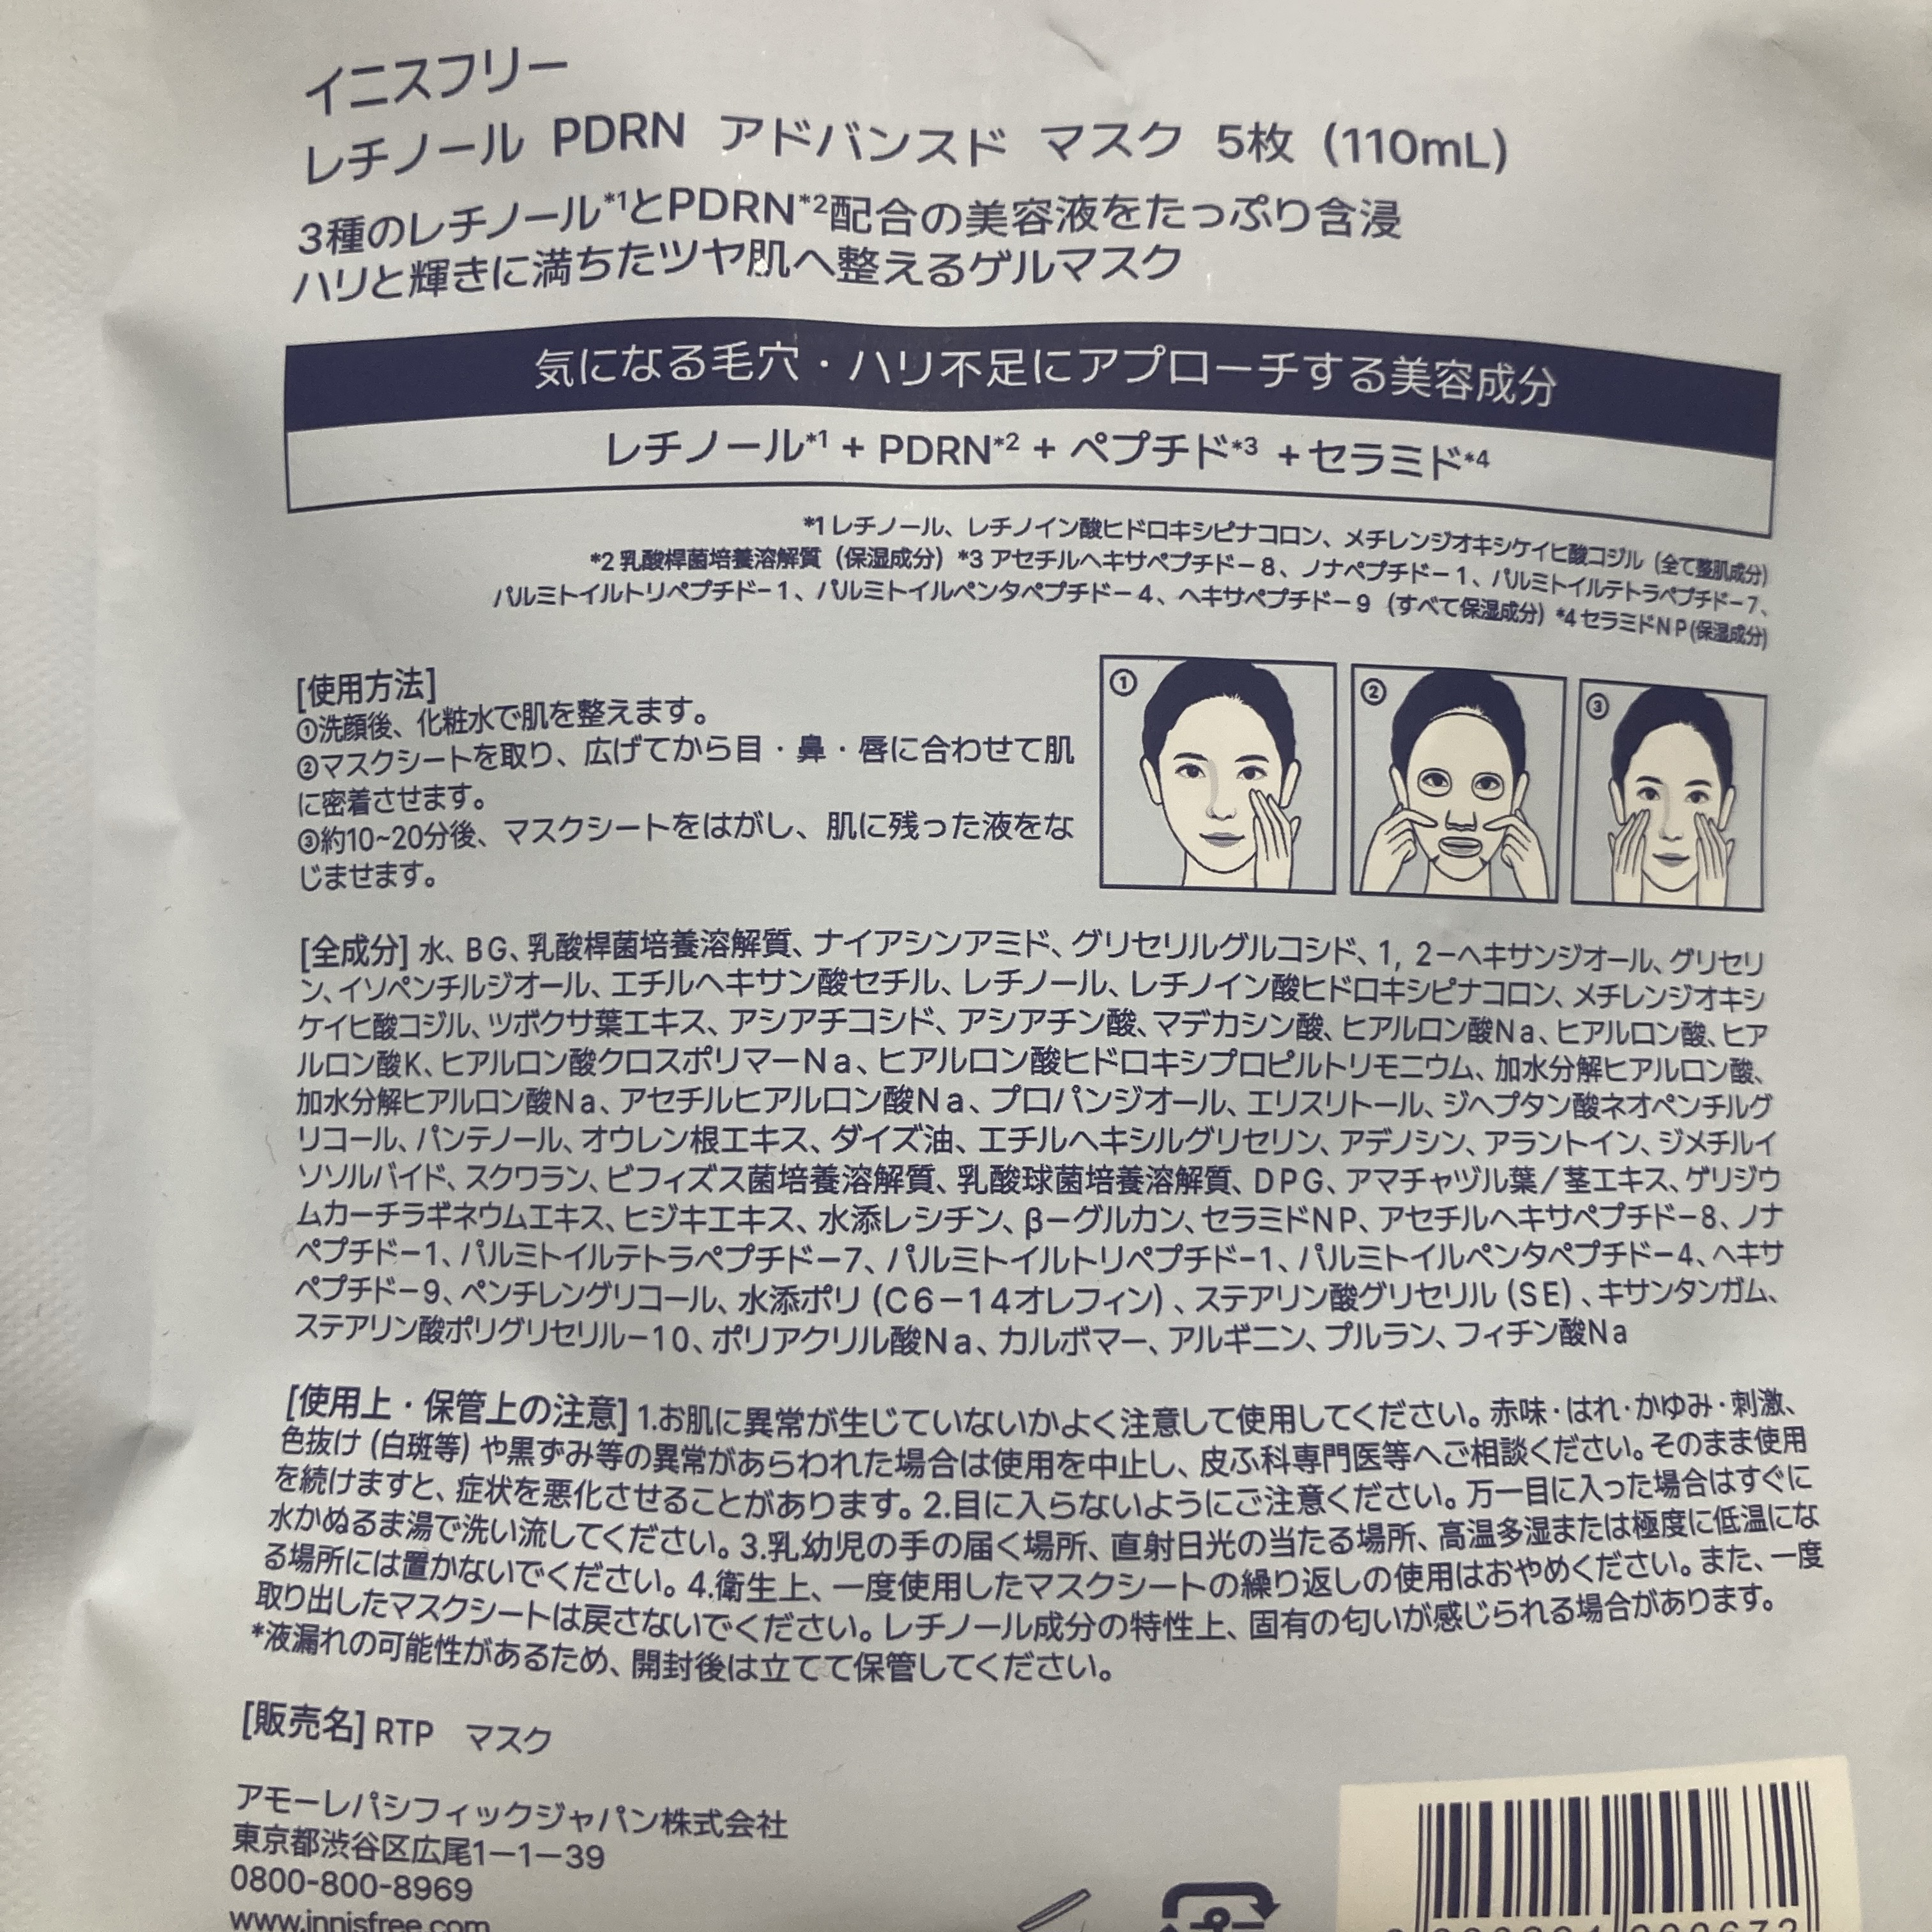 イニスフリー
レチノール PDRN アドバンスド マスク 5枚 (110mL)
3種のレチノール*1とPDRN*2配合の美容液をたっぷり含浸
ハリと輝きに満ちたツヤ肌へ整えるゲルマスク
気になる毛穴・ハリ不足にアプローチする美容成分
レチノール*1 + PDRN*2 + ペプチド*3 + セラミド*4
*1 レチノール、レチノイン酸ヒドロキシピナコロン、メチレンジオキシケイヒ酸コジル (全て整肌成分)
*2 乳酸桿菌培養溶解質 (保湿成分) *3 アセチルヘキサペプチド－8、ノナペプチド－1、パルミトイルテトラペプチド－7、
パルミトイルトリペプチド－1、パルミトイルペンタペプチド－4、ヘキサペプチド－9 (すべて保湿成分) *4 セラミドNP(保湿成分)
[使用方法]
①洗顔後、化粧水で肌を整えます。
②マスクシートを取り、広げてから目・鼻・唇に合わせて肌
に密着させます。
③約10~20分後、マスクシートをはがし、肌に残った液をな
じませます。
① ② ③
[全成分] 水、BG、乳酸桿菌培養溶解質、ナイアシンアミド、グリセリルグルコシド、1, 2－ヘキサンジオール、グリセリ
ン、イソペンチルジオール、エチルヘキサン酸セチル、レチノール、レチノイン酸ヒドロキシピナコロン、メチレンジオキシ
ケイヒ酸コジル、ツボクサ葉エキス、アシアチコシド、アシアチン酸、マデカシン酸、ヒアルロン酸Na、ヒアルロン酸、ヒア
ルロン酸K、ヒアルロン酸クロスポリマーNa、ヒアルロン酸ヒドロキシプロピルトリモニウム、加水分解ヒアルロン酸、
加水分解ヒアルロン酸Na、アセチルヒアルロン酸Na、プロパンジオール、エリスリトール、ジヘプタン酸ネオペンチルグ
リコール、パンテノール、オウレン根エキス、ダイズ油、エチルヘキシルグリセリン、アデノシン、アラントイン、ジメチルイ
ソソルバイド、スクワラン、ビフィズス菌培養溶解質、乳酸球菌培養溶解質、DPG、アマチャヅル葉/茎エキス、ゲリジウ
ムカーチラギネウムエキス、ヒジキエキス、水添レシチン、β－グルカン、セラミドNP、アセチルヘキサペプチド－8、ノナ
ペプチド－1、パルミトイルテトラペプチド－7、パルミトイルトリペプチド－1、パルミトイルペンタペプチド－4、ヘキサ
ペプチド－9、ペンチレングリコール、水添ポリ (C6－14オレフィン) 、ステアリン酸グリセリル (SE) 、キサンタンガム、
ステアリン酸ポリグリセリル－10、ポリアクリル酸Na、カルボマー、アルギニン、プルラン、フィチン酸Na
[使用上・保管上の注意] 1.お肌に異常が生じていないかよく注意して使用してください。赤味・はれ・かゆみ・刺激、
色抜け (白斑等) や黒ずみ等の異常があらわれた場合は使用を中止し、皮ふ科専門医等へご相談ください。そのまま使用
を続けますと、症状を悪化させることがあります。2.目に入らないようにご注意ください。万一目に入った場合はすぐに
水かぬるま湯で洗い流してください。3.乳幼児の手の届く場所、直射日光の当たる場所、高温多湿または極度に低温にな
る場所には置かないでください。4.衛生上、一度使用したマスクシートの繰り返しの使用はおやめください。また、一度
取り出したマスクシートは戻さないでください。レチノール成分の特性上、固有の匂いが感じられる場合があります。
*液漏れの可能性があるため、開封後は立てて保管してください。
[販売名] RTP マスク
アモーレパシフィックジャパン株式会社
東京都渋谷区広尾1－1－39
0800-800-8969
www.innisfree.com